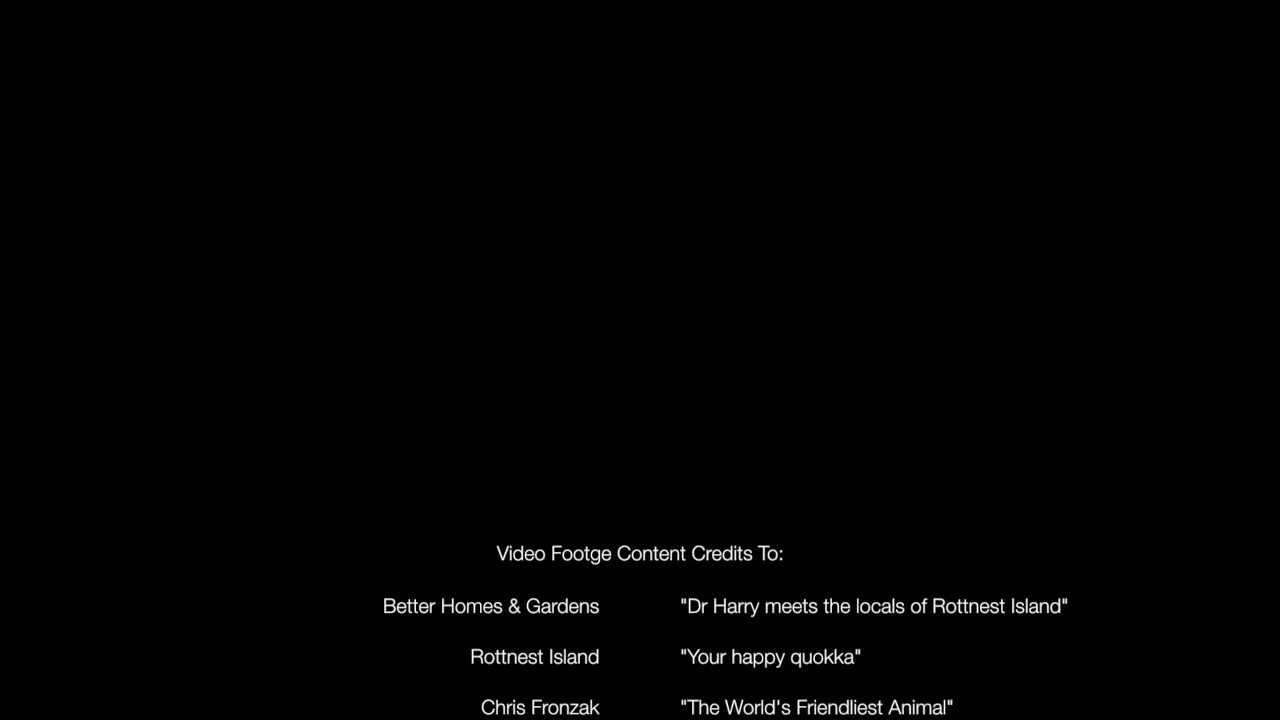 Video Footge Content Credits To:
Better Homes & Gardens "Dr Harry meets the locals of Rottnest Island"
Rottnest Island "Your happy quokka"
Chris Fronzak "The World's Friendliest Animal"